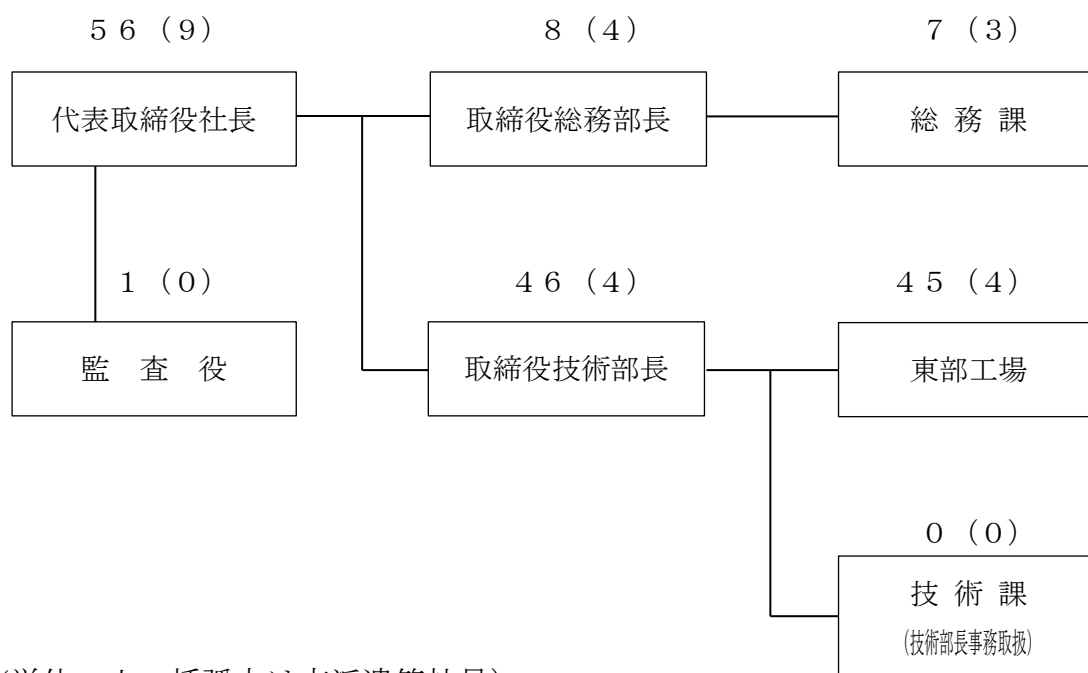 ５６（９）
８（４）
７（３）
代表取締役社長
取締役総務部長
総務課
１（０）
４６（４）
４５（４）
監査役
取締役技術部長
東部工場
０（０）
技術課
（技術部長事務取扱）